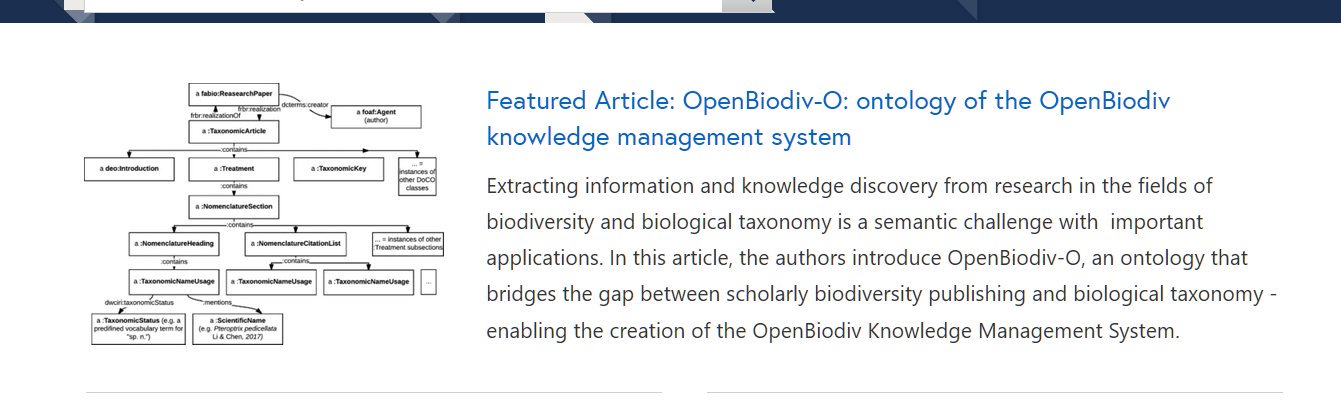 a fabio:ReasearchPaper
dcterms:creator
frbr:realization
frbr:realizationOf
a foaf:Agent
(author)
a :TaxonomicArticle
:contains
a deo:Introduction
a :Treatment
a :TaxonomicKey
... =
instances of
other DoCO
classes
:contains
a :NomenclatureSection
:contains
a :NomenclatureHeading
a :NomenclatureCitationList
... = instances of other
Treatment subsections
:contains
:contains
a :TaxonomicNameUsage
a :TaxonomicNameUsage
a :TaxonomicNameUsage
...
dwciri:taxonomicStatus
:mentions
a :TaxonomicStatus (e.g. a
predifined vocabulary term for
"sp. n.")
a :ScientificName
(e.g. Pteroptrix pedicellata
Li & Chen, 2017)
Featured Article: OpenBiodiv-O: ontology of the OpenBiodiv
knowledge management system
Extracting information and knowledge discovery from research in the fields of
biodiversity and biological taxonomy is a semantic challenge with  important
applications. In this article, the authors introduce OpenBiodiv-O, an ontology that
bridges the gap between scholarly biodiversity publishing and biological taxonomy -
enabling the creation of the OpenBiodiv Knowledge Management System.